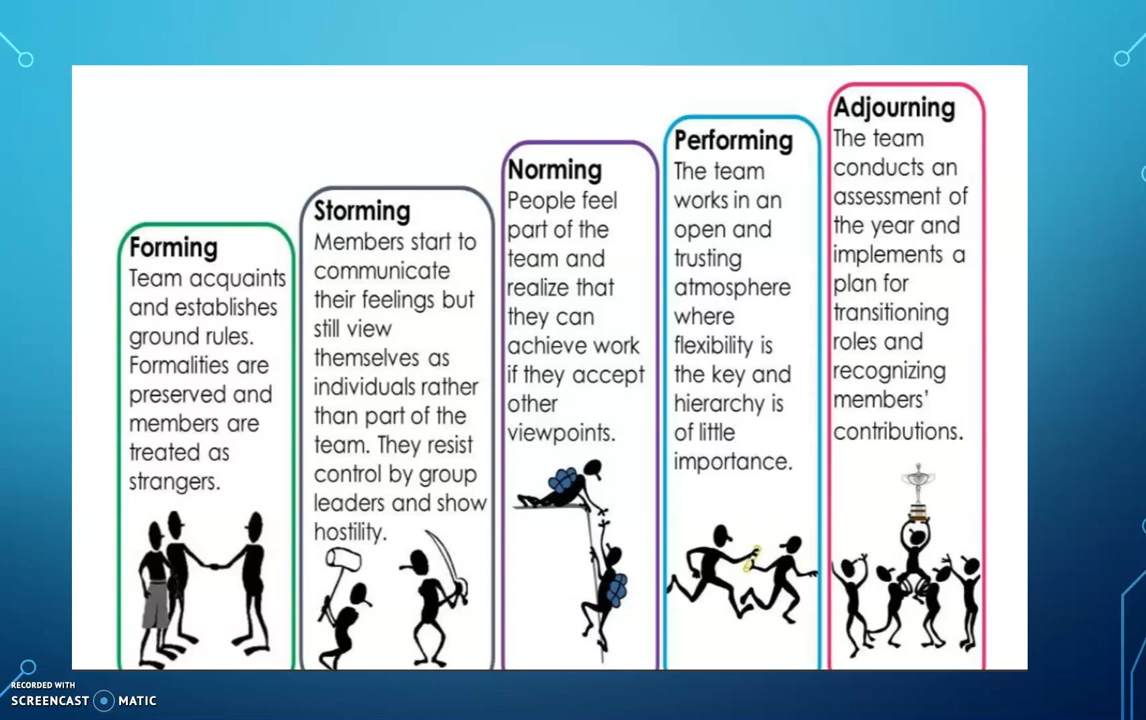 Forming
Team acquaints
and establishes
ground rules.
Formalities are
preserved and
members are
treated as
strangers.
Storming
Members start to
communicate
their feelings but
still view
themselves as
individuals rather
than part of the
team. They resist
control by group
leaders and show
hostility.
Norming
People feel
part of the
team and
realize that
they can
achieve work
if they accept
other
viewpoints.
Performing
The team
works in an
open and
trusting
atmosphere
where
flexibility is
the key and
hierarchy is
of little
importance.
Adjourning
The team
conducts an
assessment of
the year and
implements a
plan for
transitioning
roles and
recognizing
members'
contributions.
RECORDED WITH
SCREENCAST MATIC